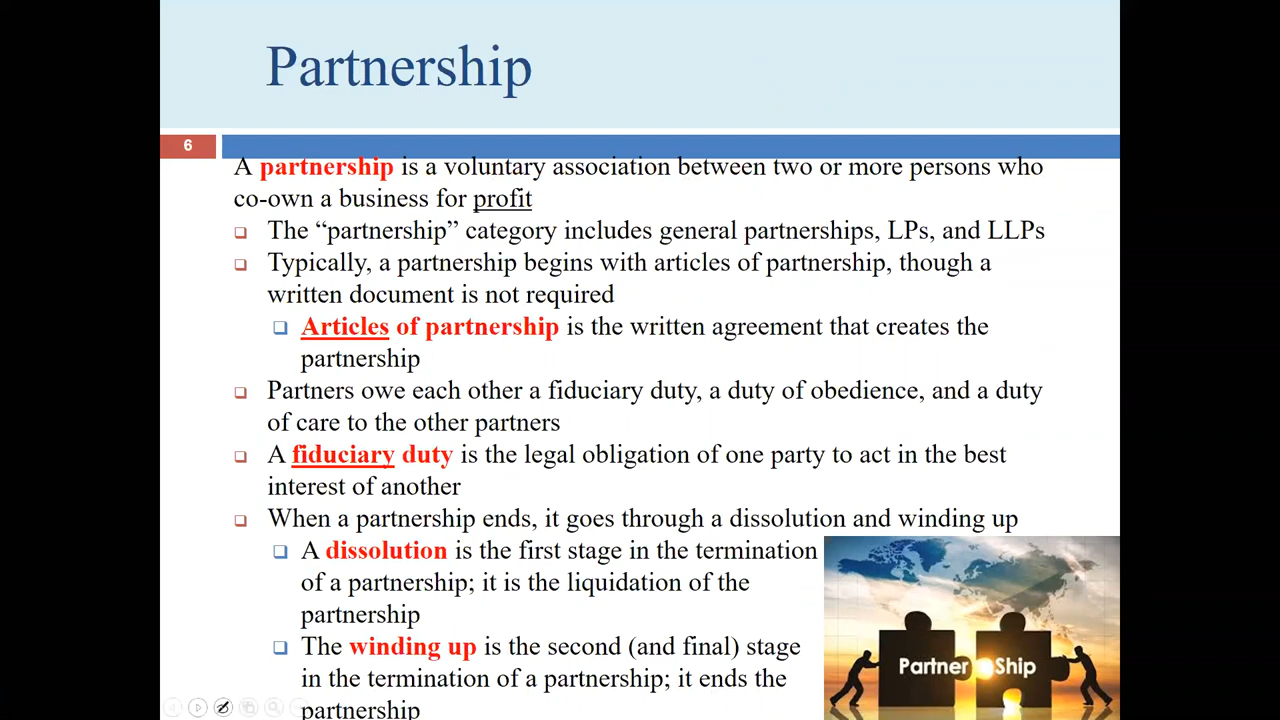 Partnership
6
A partnership is a voluntary association between two or more persons who
co-own a business for profit
The “partnership” category includes general partnerships, LPs, and LLPs
Typically, a partnership begins with articles of partnership, though a
written document is not required
Articles of partnership is the written agreement that creates the
partnership
Partners owe each other a fiduciary duty, a duty of obedience, and a duty
of care to the other partners
A fiduciary duty is the legal obligation of one party to act in the best
interest of another
When a partnership ends, it goes through a dissolution and winding up
A dissolution is the first stage in the termination
of a partnership; it is the liquidation of the
partnership
The winding up is the second (and final) stage
in the termination of a partnership; it ends the
partnership
Partner Ship